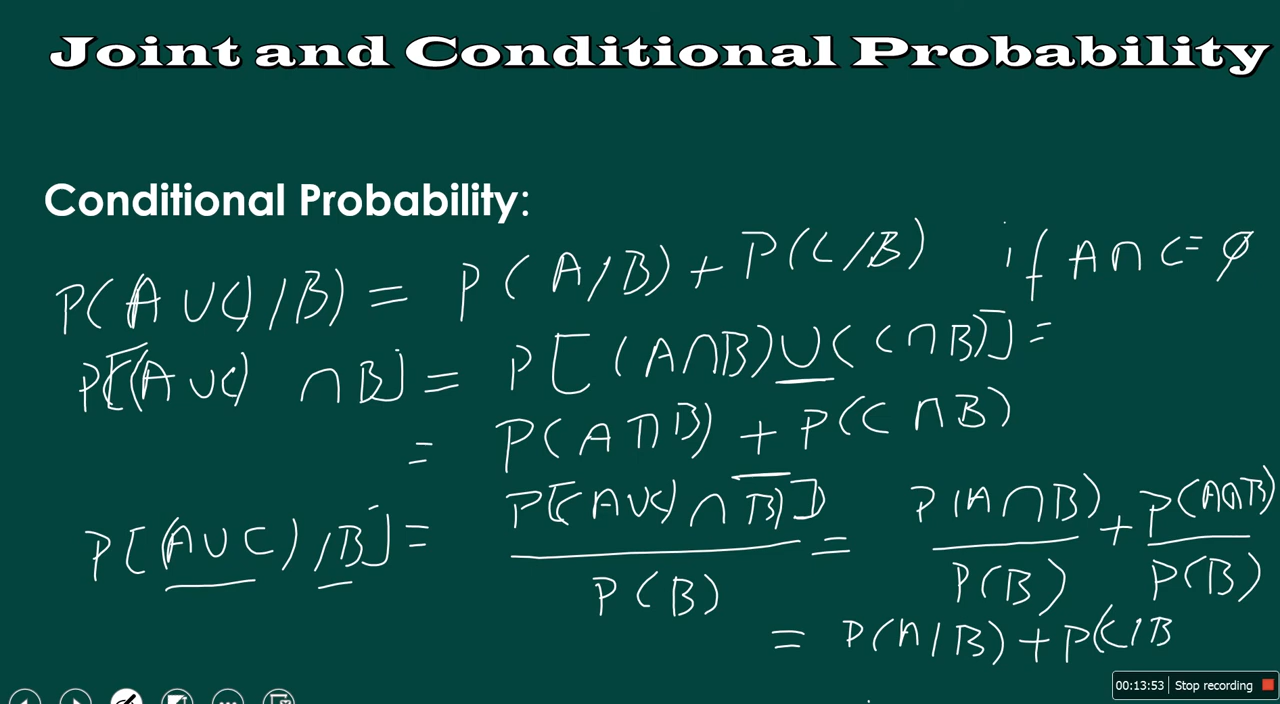 Joint and Conditional Probability
Conditional Probability:
P(A∪C)/B) = P(A/B) + P(C/B) if A∩C = ∅
P[(A∪C) ∩B] = P[(A∩B)∪(C∩B)] =
= P(A∩B) + P(C∩B)
P[(A∪C)/B] = P[(A∪C)∩B)] / P(B) = P(A∩B) / P(B) + P(A∩B) / P(B)
= P(A/B) + P(C/B
00:13:53 Stop recording